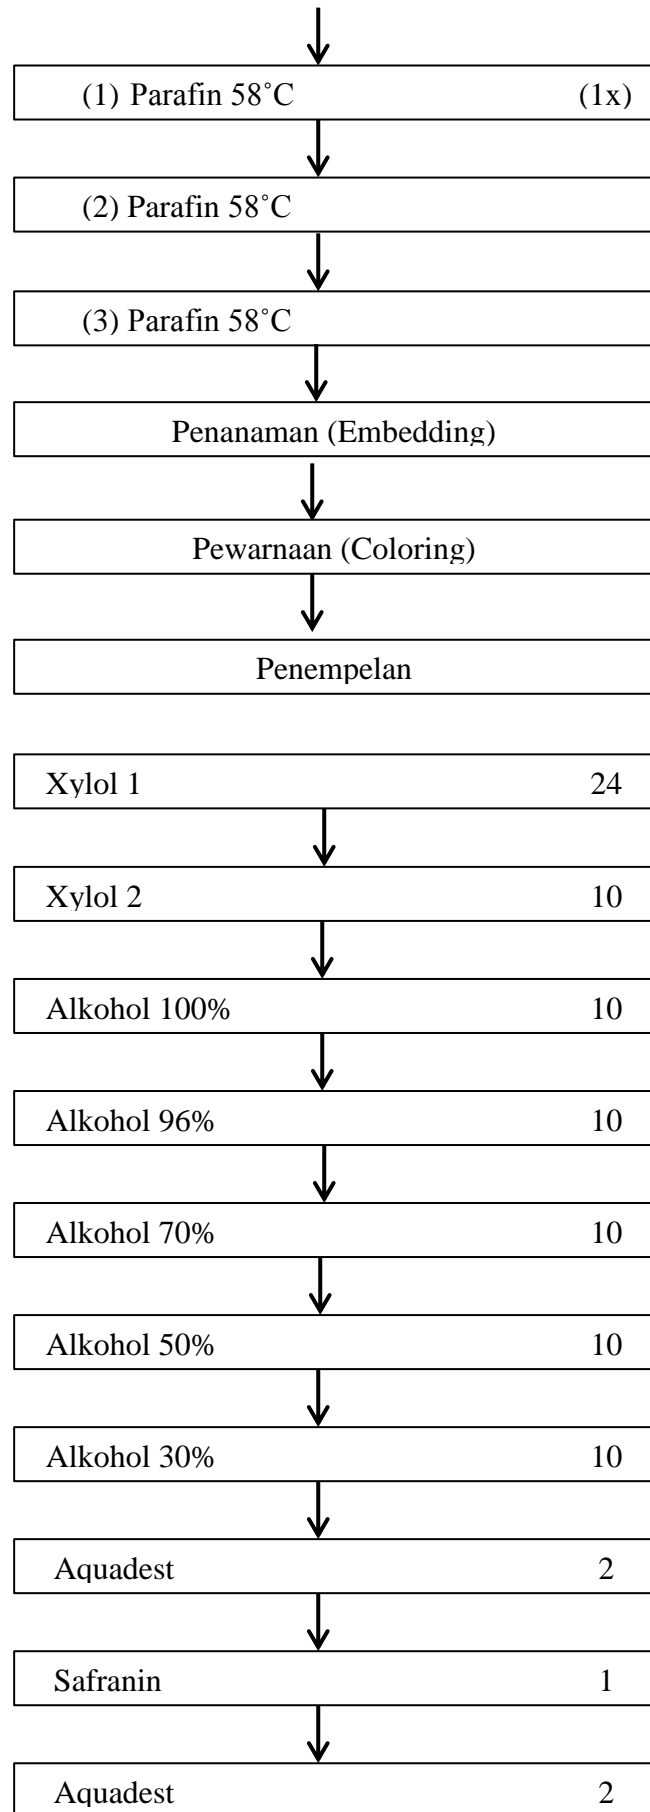 (1) Parafin 58˚C (1x)
(2) Parafin 58˚C
(3) Parafin 58˚C
Penanaman (Embedding)
Pewarnaan (Coloring)
Penempelan
Xylol 1 24
Xylol 2 10
Alkohol 100% 10
Alkohol 96% 10
Alkohol 70% 10
Alkohol 50% 10
Alkohol 30% 10
Aquadest 2
Safranin 1
Aquadest 2